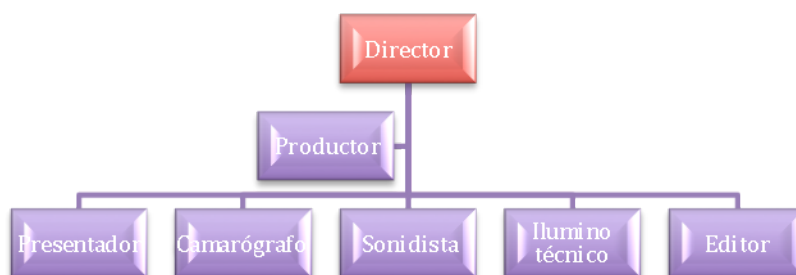 Director
Productor
Presentador
Camarógrafo
Sonidista
Ilumino
técnico
Editor